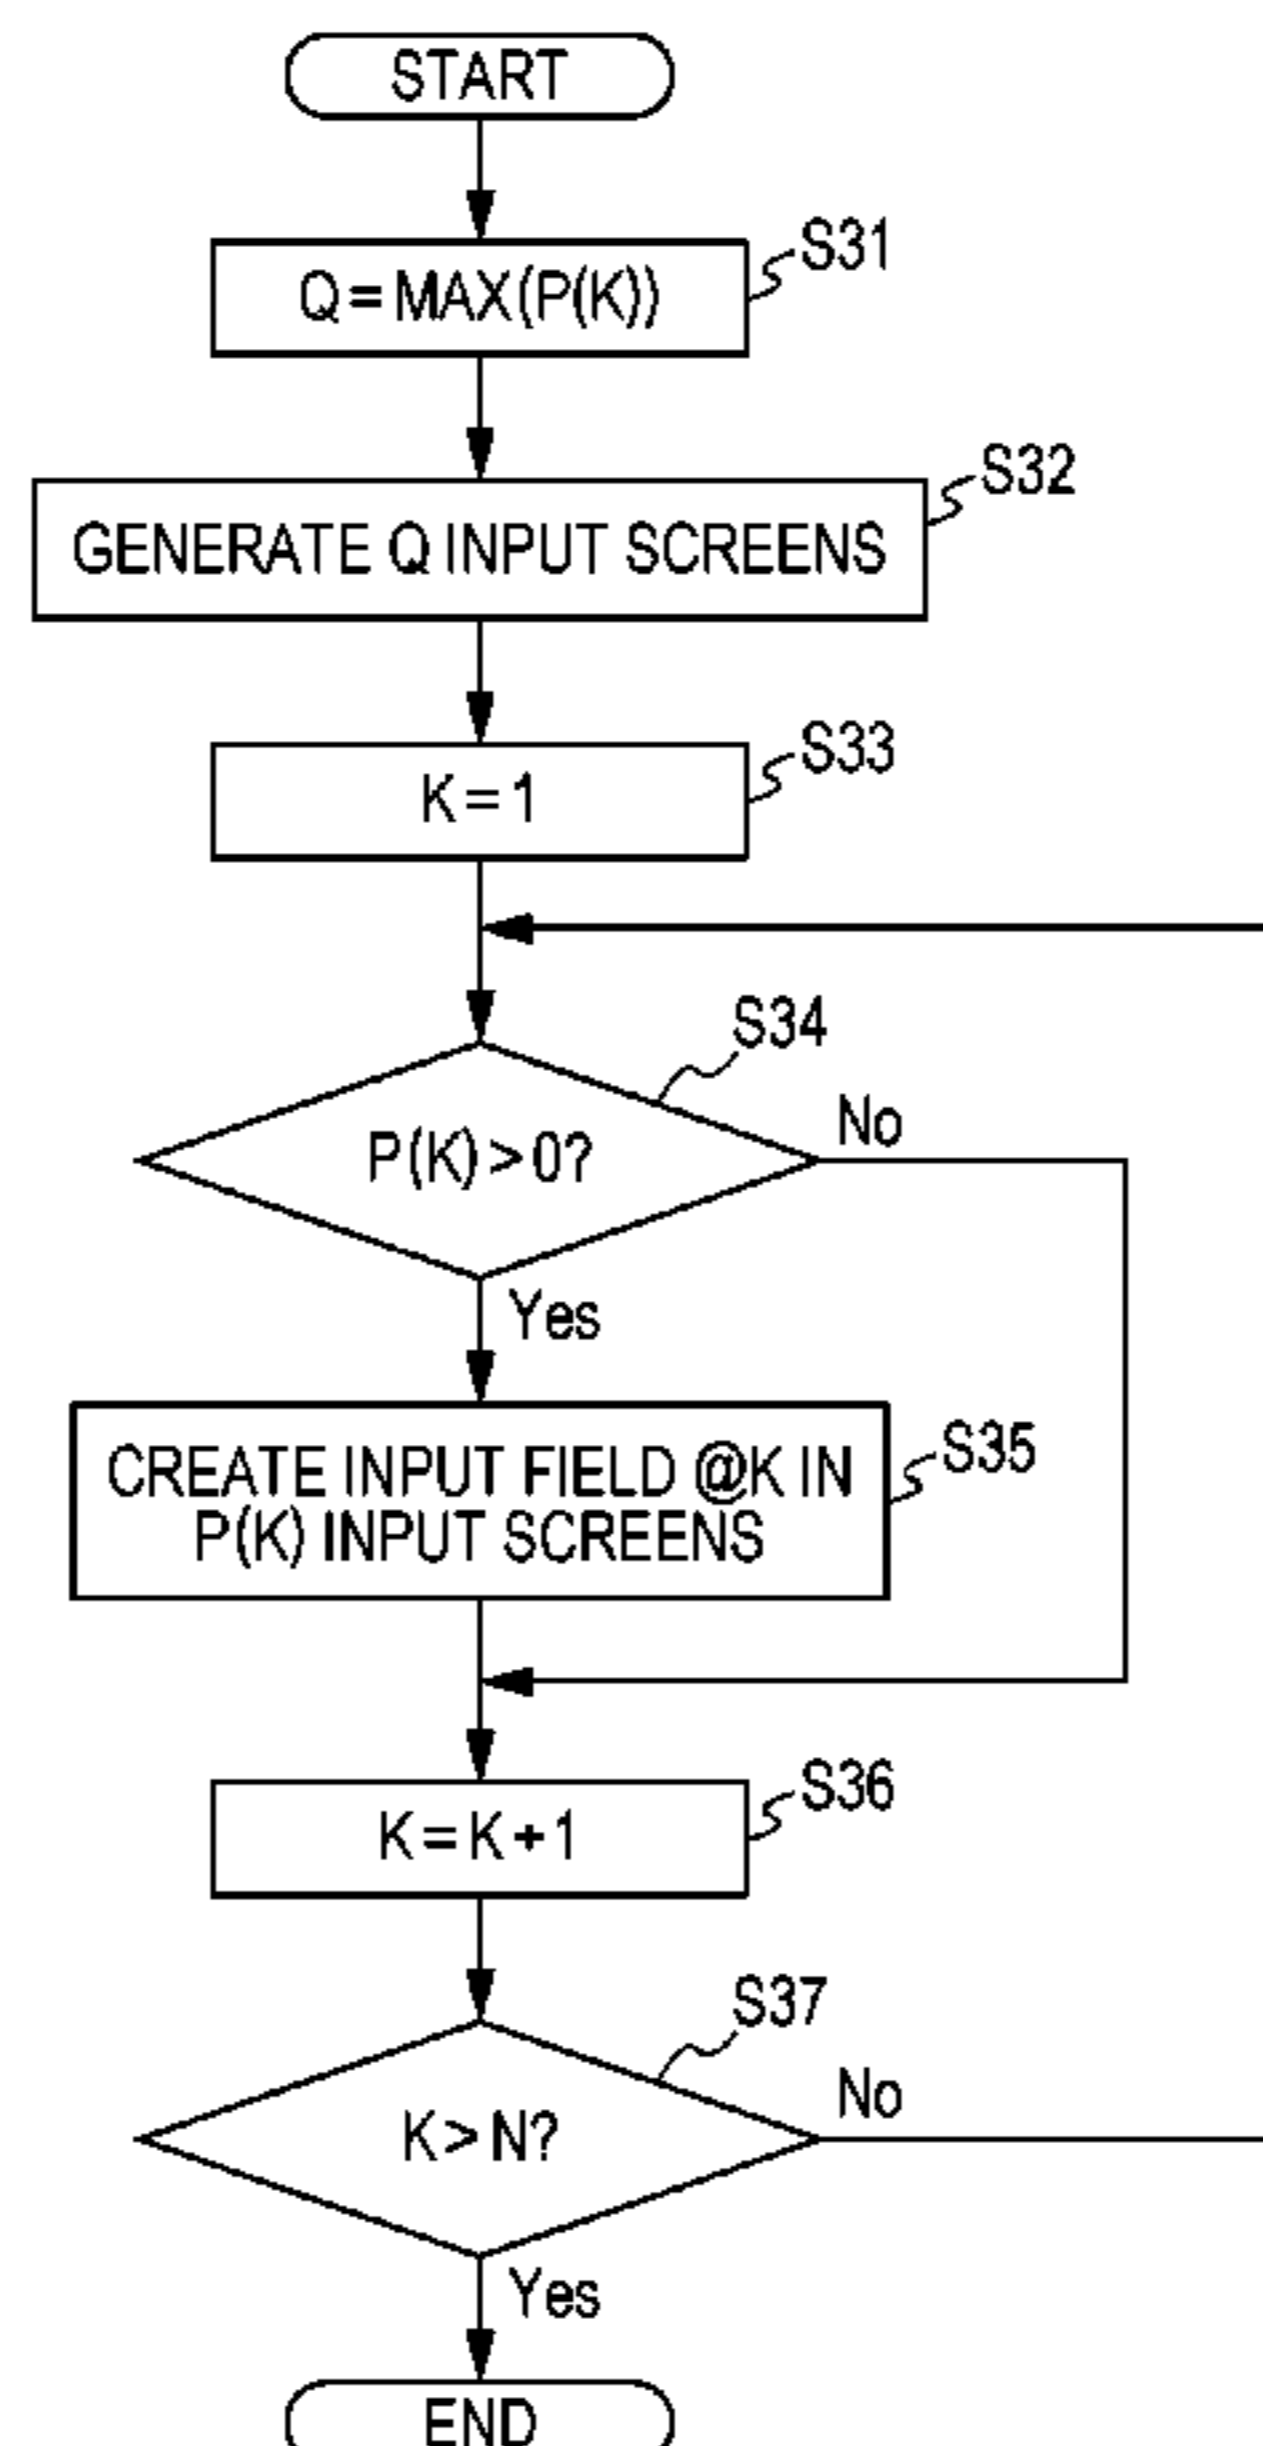 START
S31
Q=MAX(P(K))
S32
GENERATE Q INPUT SCREENS
S33
K=1
S34
P(K)>0?
No
Yes
S35
CREATE INPUT FIELD @K IN
P(K) INPUT SCREENS
S36
K=K+1
S37
K>N?
No
Yes
END